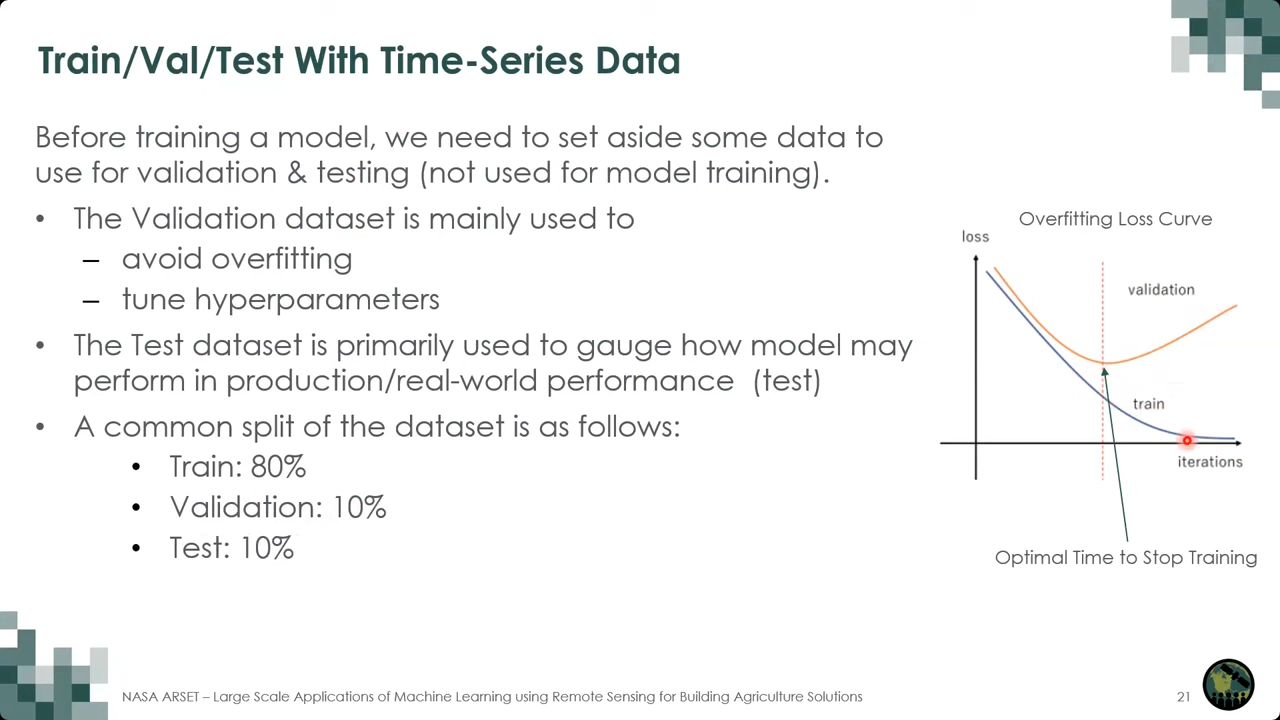 Train/Val/Test With Time-Series Data
Before training a model, we need to set aside some data to
use for validation & testing (not used for model training).
• The Validation dataset is mainly used to
– avoid overfitting
– tune hyperparameters
• The Test dataset is primarily used to gauge how model may
perform in production/real-world performance (test)
• A common split of the dataset is as follows:
• Train: 80%
• Validation: 10%
• Test: 10%
Overfitting Loss Curve
loss
validation
train
iterations
Optimal Time to Stop Training
NASA ARSET – Large Scale Applications of Machine Learning using Remote Sensing for Building Agriculture Solutions
21